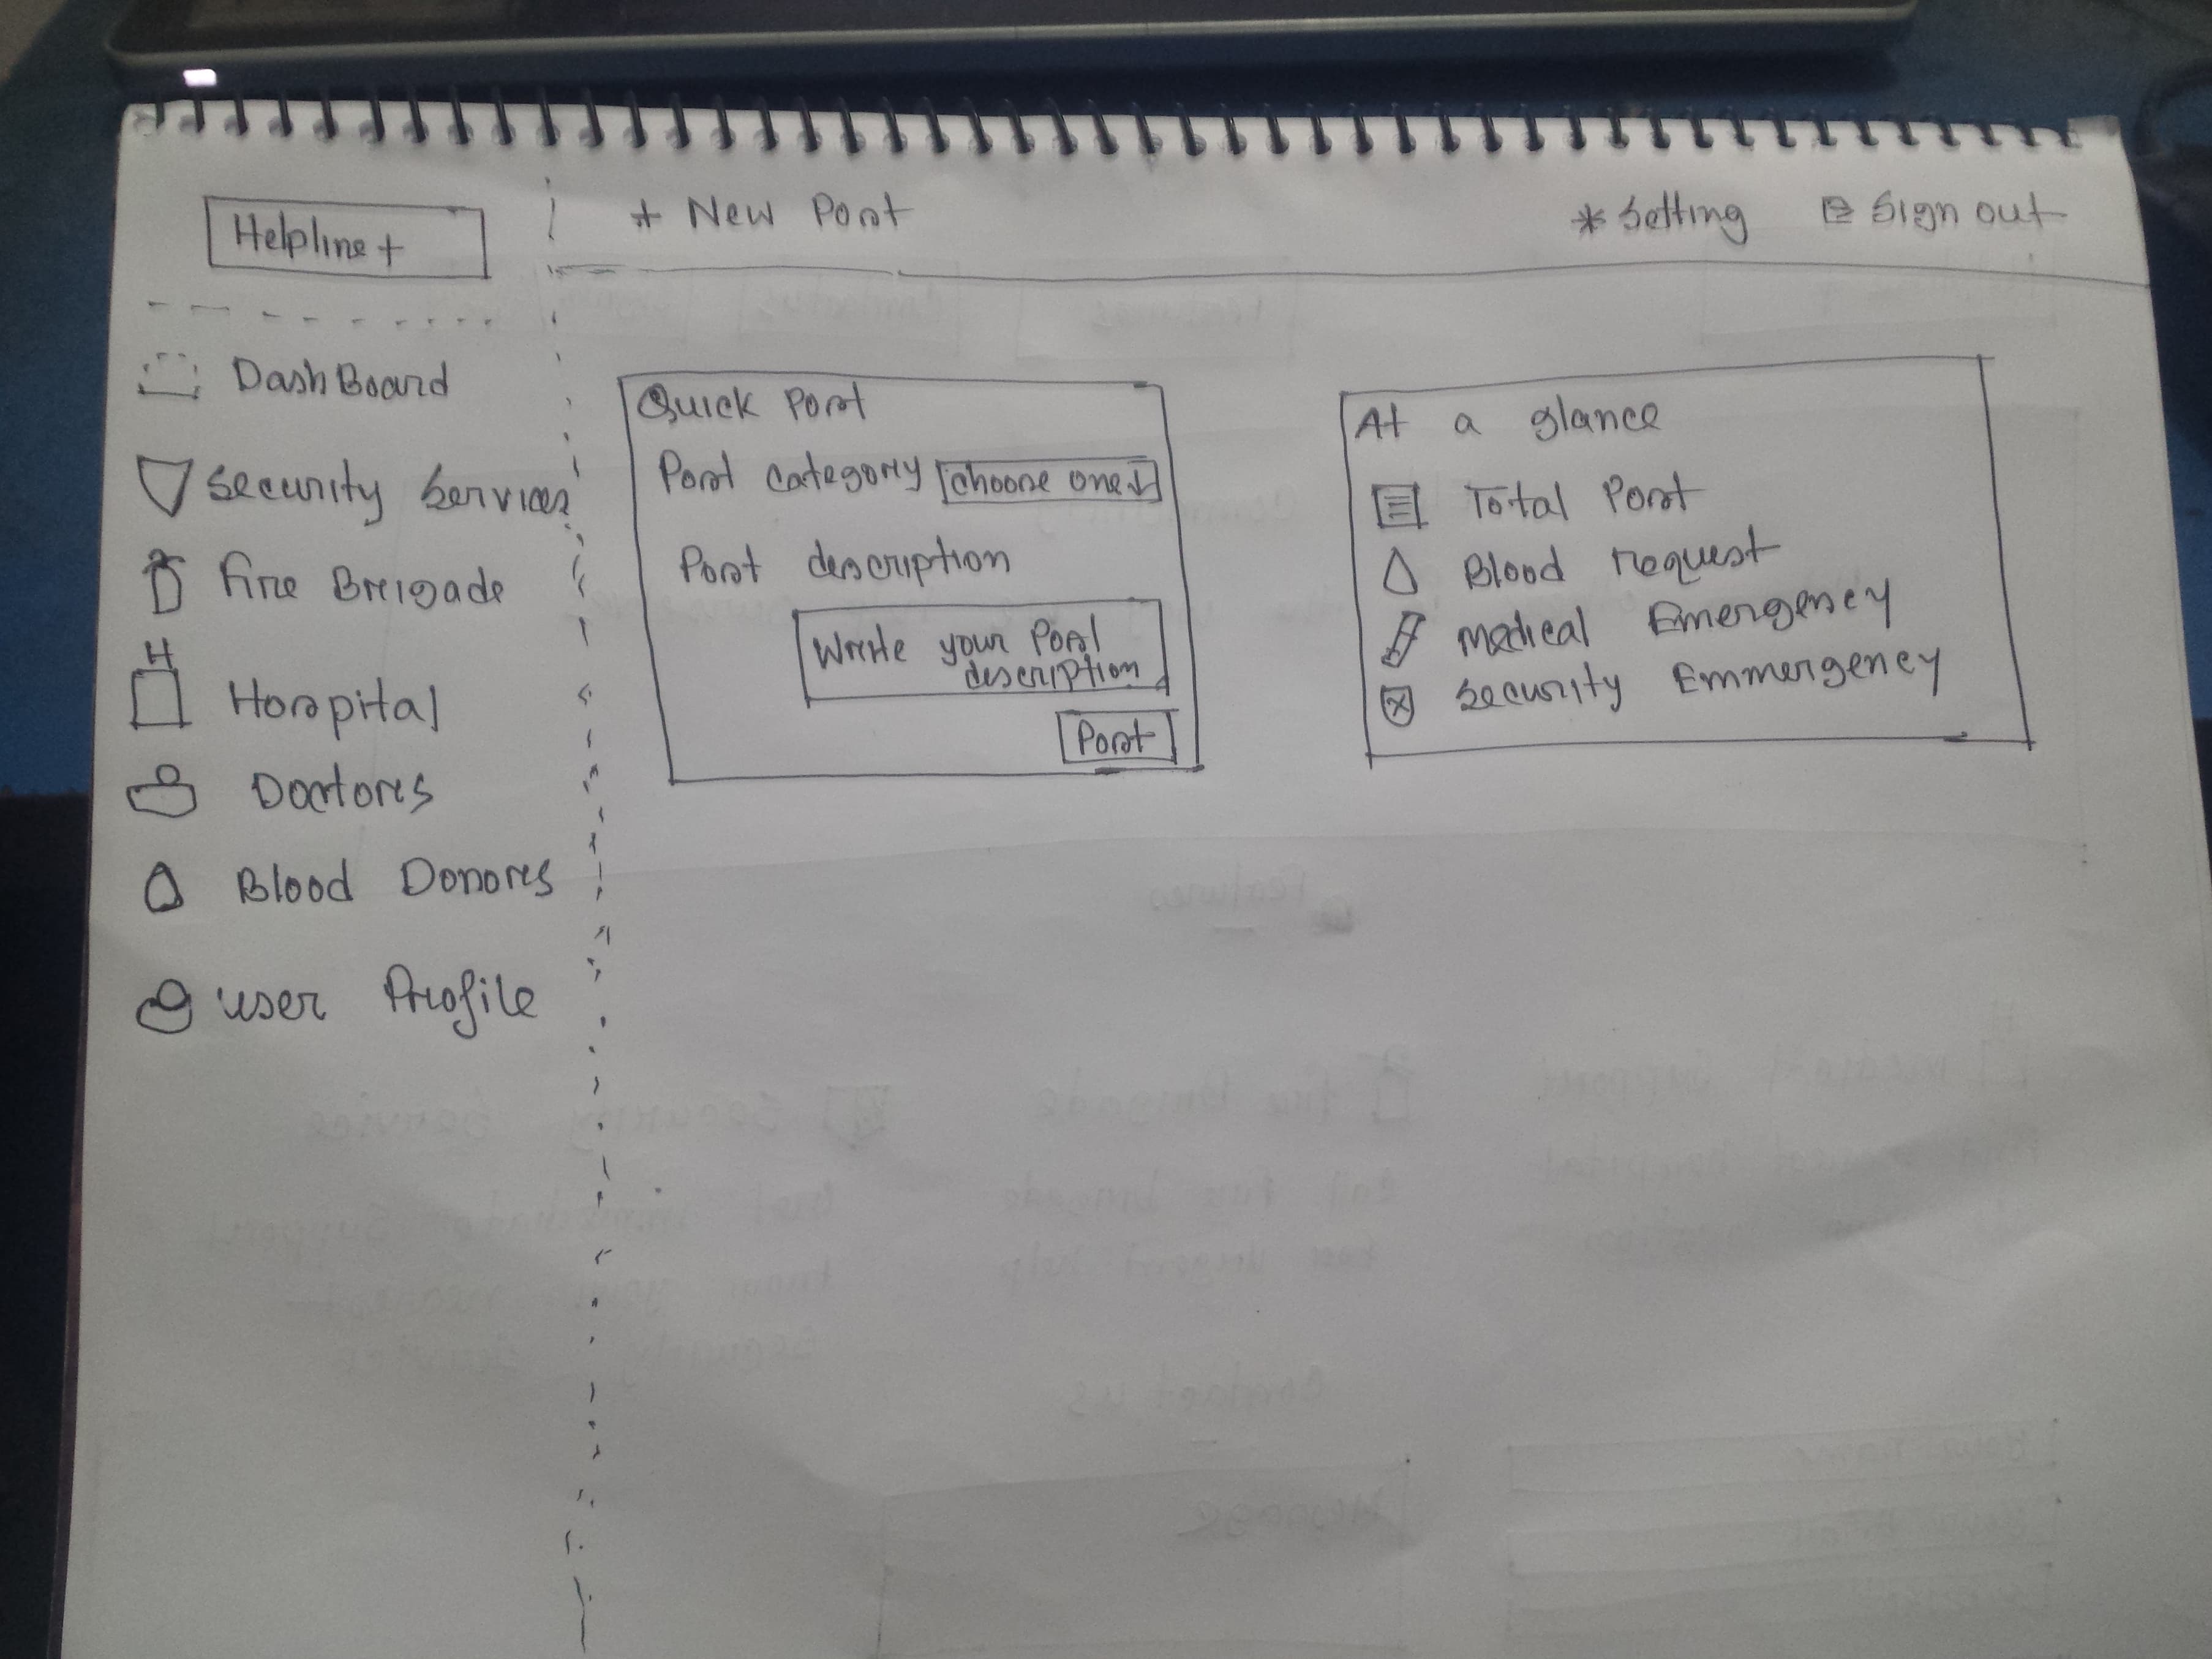 Helpline +
+ New Post
* Setting
Sign out
DashBoard
Security Services
Fire Brigade
H
Hospital
Doctores
Blood Donores
User Profile
Quick Post
Post Category choose one ↓
Post description
Write your Post
description
Post
At a glance
Total Post
Blood request
Medical Emergency
Security Emmergency